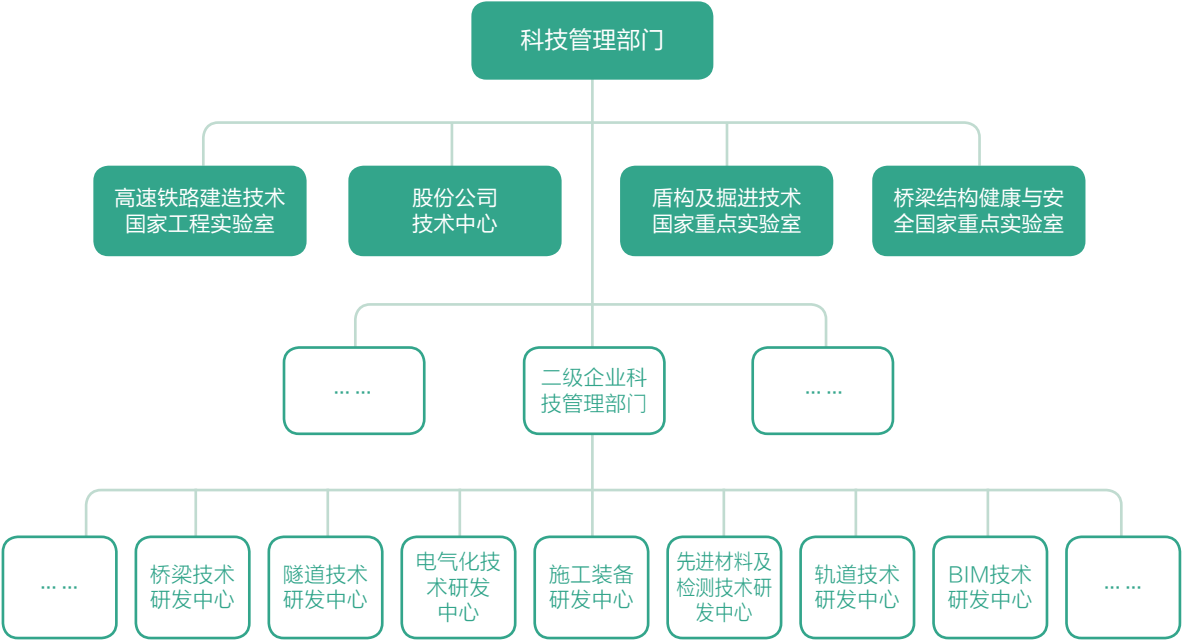 科技管理部门
高速铁路建造技术
国家工程实验室
股份公司
技术中心
盾构及掘进技术
国家重点实验室
桥梁结构健康与安
全国家重点实验室
... ...
二级企业科
技管理部门
... ...
... ...
桥梁技术
研发中心
隧道技术
研发中心
电气化技
术研发
中心
施工装备
研发中心
先进材料及
检测技术研
发中心
轨道技术
研发中心
BIM技术
研发中心
... ...